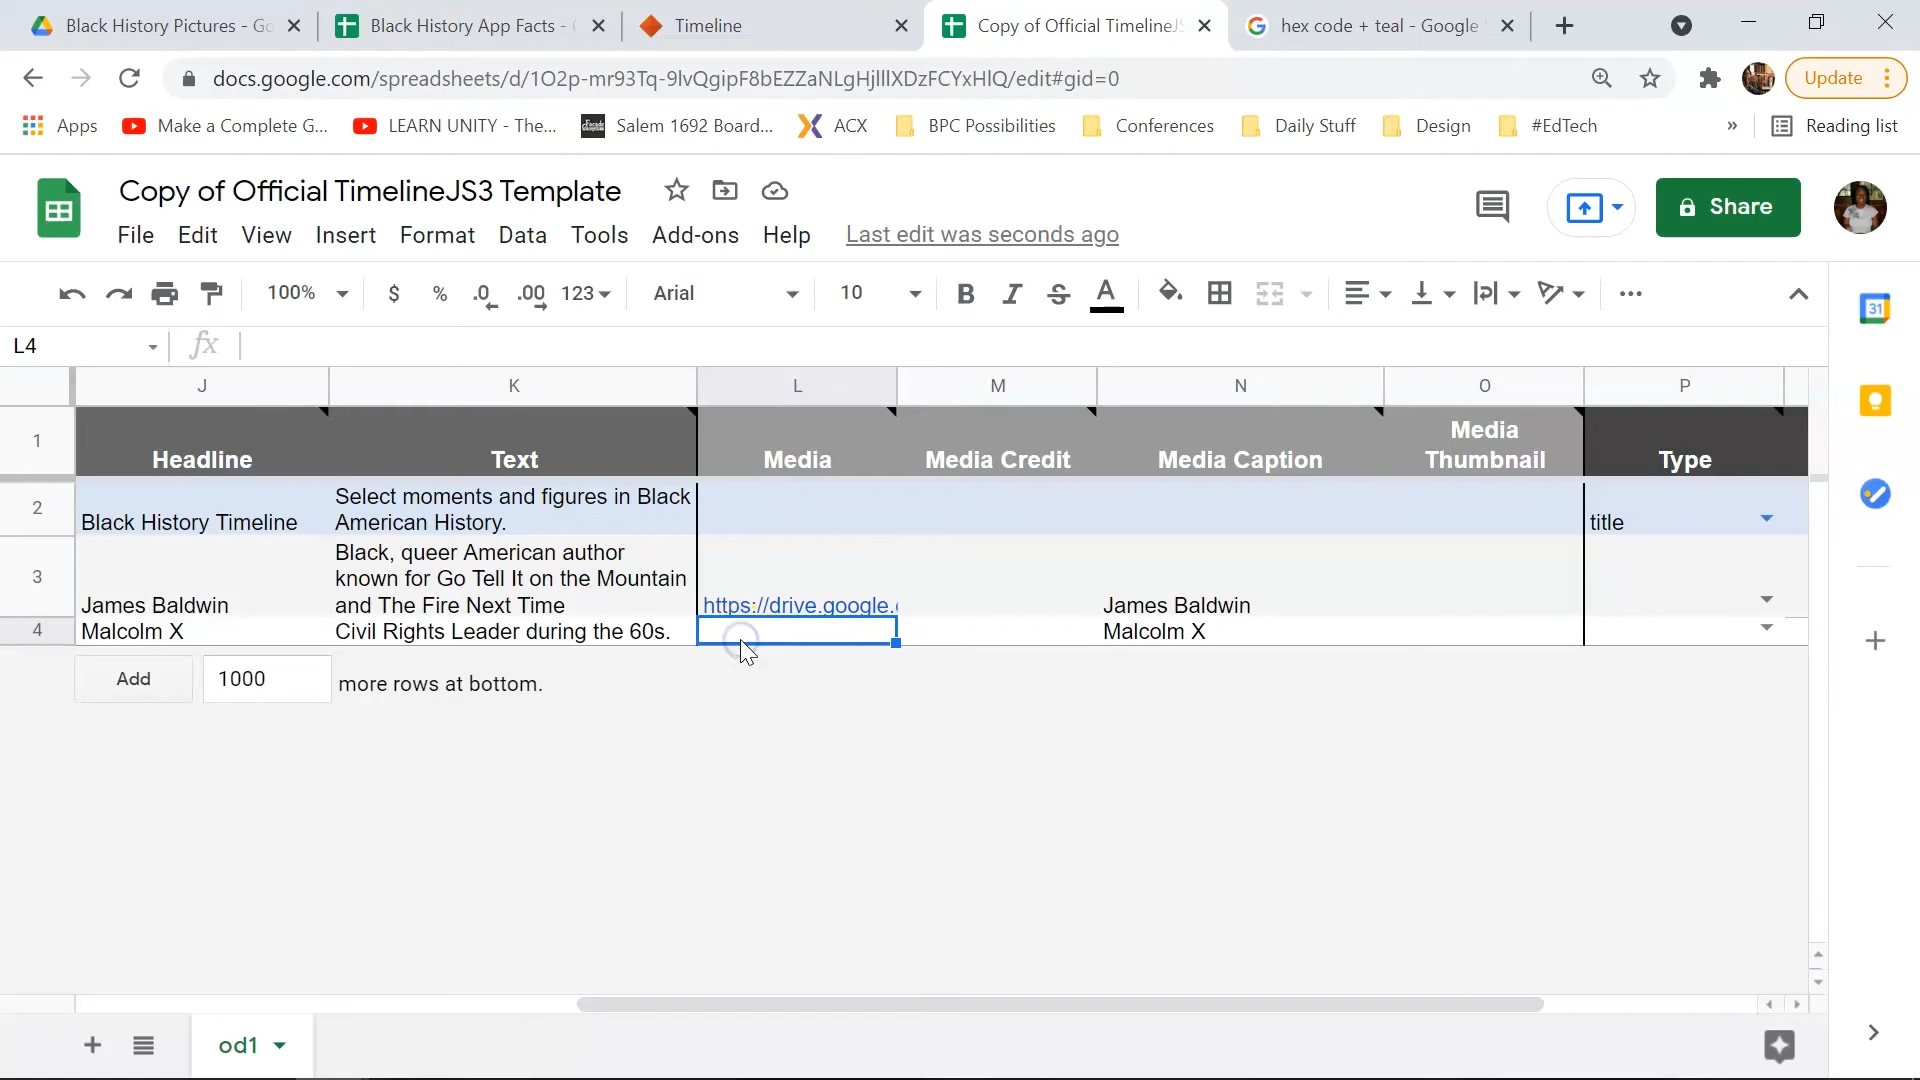 Black History Pictures - Go
Black History App Facts -
Timeline
Copy of Official TimelineJS
hex code + teal - Google
docs.google.com/spreadsheets/d/1O2p-mr93Tq-9lvQgipF8bEZZaNLgHjlllXDzFCYxHlQ/edit#gid=0
Update
Apps
Make a Complete G...
LEARN UNITY - The...
Salem 1692 Board...
ACX
BPC Possibilities
Conferences
Daily Stuff
Design
#EdTech
»
Reading list
Copy of Official TimelineJS3 Template
Share
File Edit View Insert Format Data Tools Add-ons Help Last edit was seconds ago
100% $ % .0 .00 123 Arial 10 B I S A
31
L4 fx
J K L M N O P
1 Headline Text Media Media Credit Media Caption Media Thumbnail Type
2 Black History Timeline Select moments and figures in Black American History. title
3 James Baldwin Black, queer American author known for Go Tell It on the Mountain and The Fire Next Time https://drive.google. James Baldwin
4 Malcolm X Civil Rights Leader during the 60s. Malcolm X
Add 1000 more rows at bottom.
od1